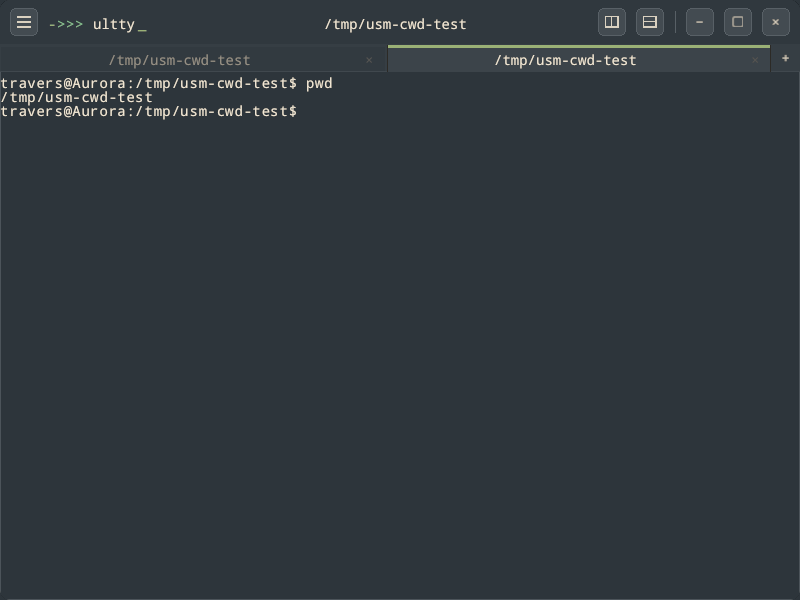 ->>> ultty_
/tmp/usm-cwd-test
/tmp/usm-cwd-test × /tmp/usm-cwd-test × +
travers@Aurora:/tmp/usm-cwd-test$ pwd
/tmp/usm-cwd-test
travers@Aurora:/tmp/usm-cwd-test$